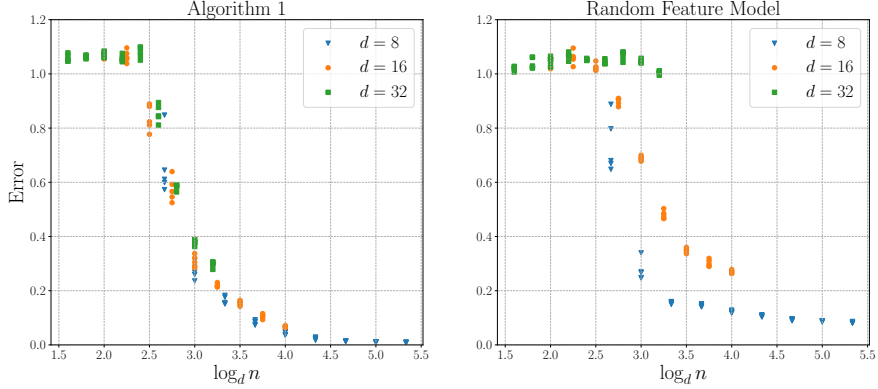 Algorithm 1
Error
1.2
1.0
0.8
0.6
0.4
0.2
0.0
d = 8
d = 16
d = 32
1.5 2.0 2.5 3.0 3.5 4.0 4.5 5.0 5.5
log_d n
Random Feature Model
1.2
1.0
0.8
0.6
0.4
0.2
0.0
d = 8
d = 16
d = 32
1.5 2.0 2.5 3.0 3.5 4.0 4.5 5.0 5.5
log_d n